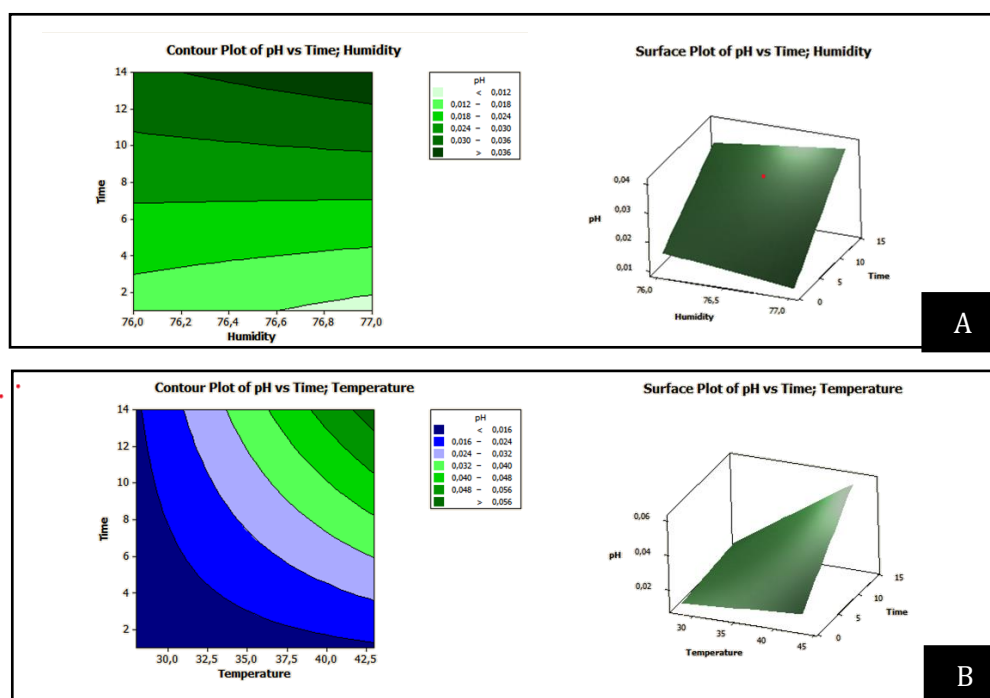 Contour Plot of pH vs Time; Humidity
14
12
10
8
6
4
2
Time
76,0 76,2 76,4 76,6 76,8 77,0
Humidity
pH
< 0,012
0,012 – 0,018
0,018 – 0,024
0,024 – 0,030
0,030 – 0,036
> 0,036
Surface Plot of pH vs Time; Humidity
0,04
0,03
0,02
0,01
pH
76,0
76,5
77,0
Humidity
0
5
10
15
Time
A
Contour Plot of pH vs Time; Temperature
14
12
10
8
6
4
2
Time
30,0 32,5 35,0 37,5 40,0 42,5
Temperature
pH
< 0,016
0,016 – 0,024
0,024 – 0,032
0,032 – 0,040
0,040 – 0,048
0,048 – 0,056
> 0,056
Surface Plot of pH vs Time; Temperature
0,06
0,04
0,02
pH
30
35
40
45
Temperature
0
5
10
15
Time
B